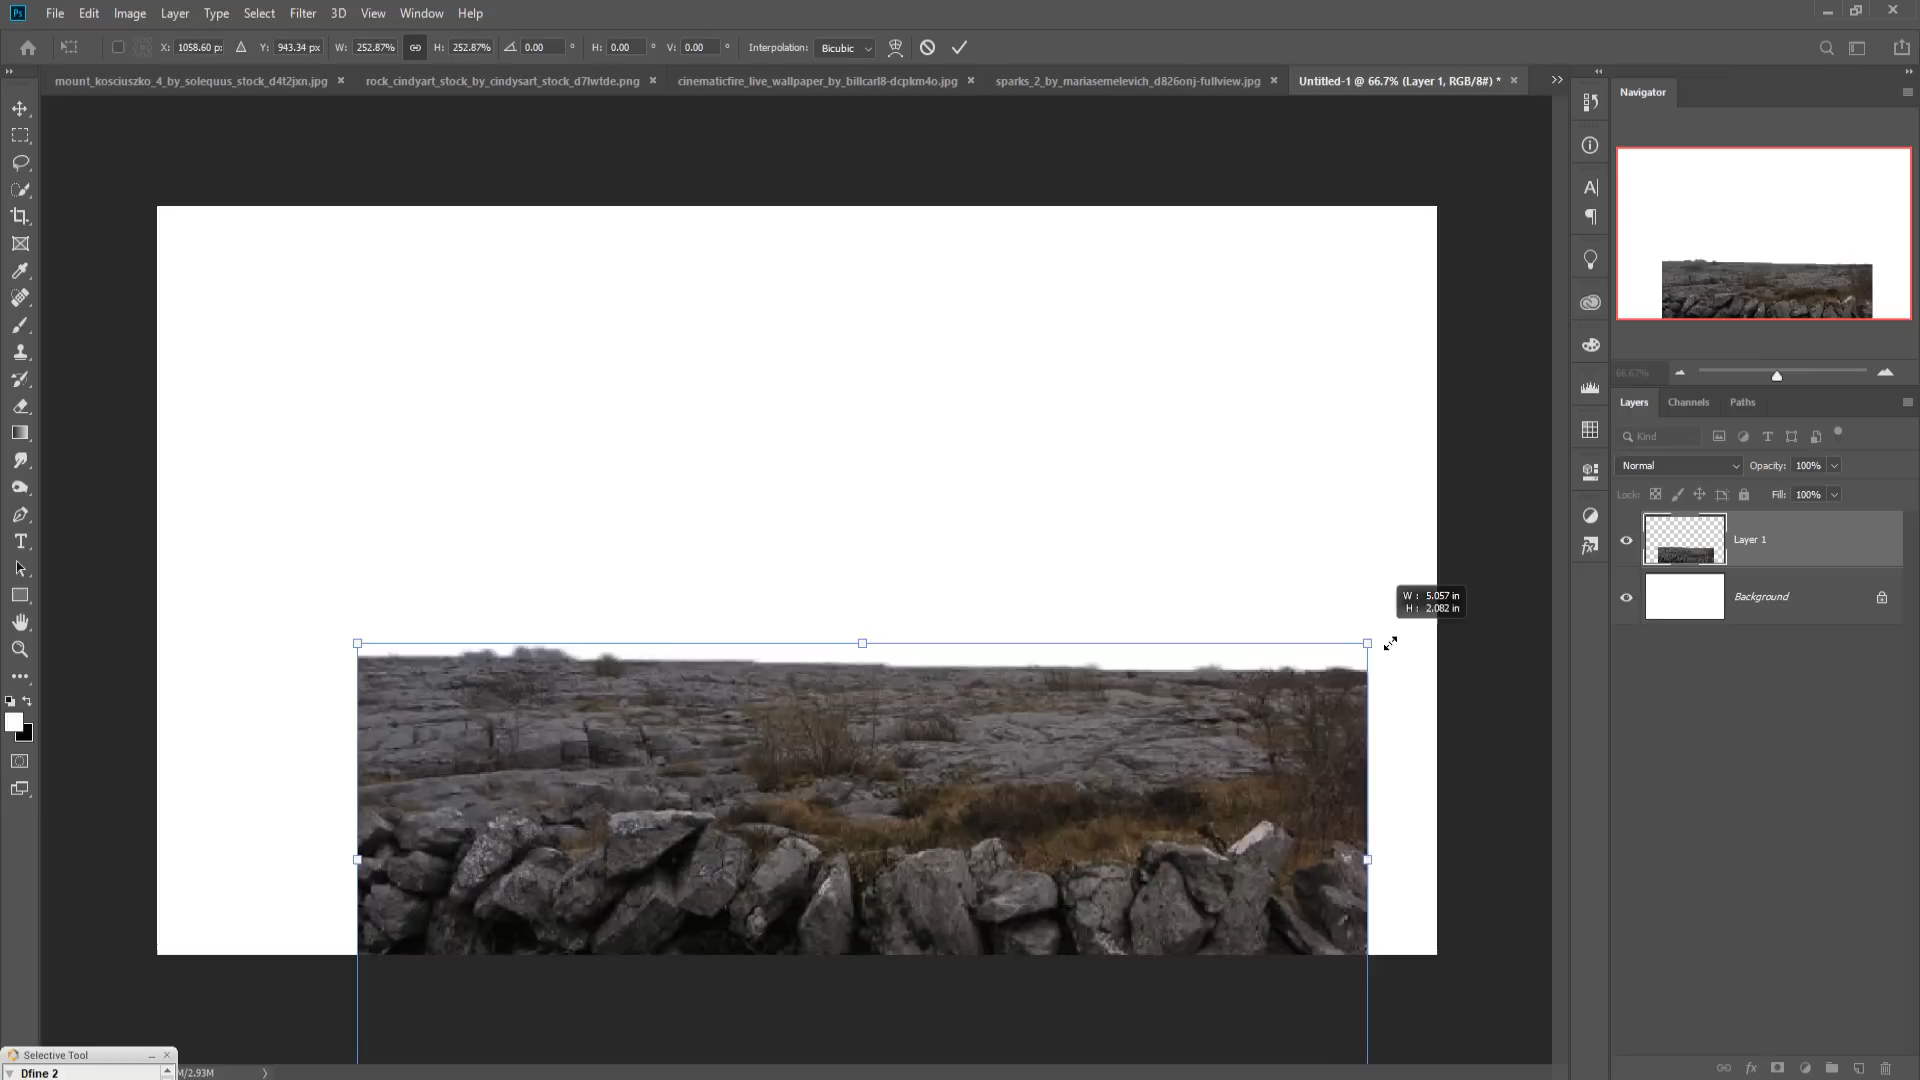 Ps File Edit Image Layer Type Select Filter 3D View Window Help
X: 1058.60 px Y: 943.34 px W: 252.87% H: 252.87% 0.00 ° H: 0.00 ° V: 0.00 ° Interpolation: Bicubic
mount_kosciuszko_4_by_solequus_stock_d4t2jxn.jpg × rock_cindyart_stock_by_cindysart_stock_d7lwtde.png × cinematicfire_live_wallpaper_by_billcarl8-dcpkm4o.jpg × sparks_2_by_mariasemelevich_d826onj-fullview.jpg × Untitled-1 @ 66.7% (Layer 1, RGB/8#) * ×
Navigator
66.67%
Layers Channels Paths
Kind
Normal Opacity: 100%
Lock: Fill: 100%
Layer 1
Background
W : 5.057 in
H : 2.082 in
Selective Tool
Dfine 2
M/2.93M